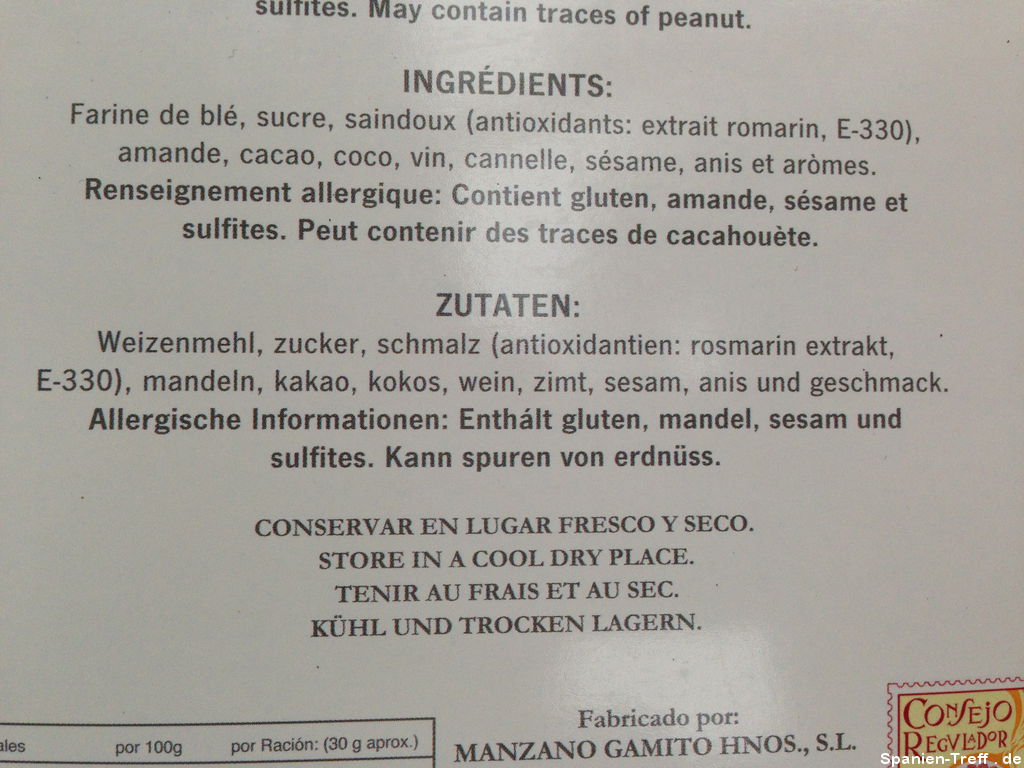 sulfites. May contain traces of peanut.
INGRÉDIENTS:
Farine de blé, sucre, saindoux (antioxidants: extrait romarin, E-330),
amande, cacao, coco, vin, cannelle, sésame, anis et aròmes.
Renseignement allergique: Contient gluten, amande, sésame et
sulfites. Peut contenir des traces de cacahouète.
ZUTATEN:
Weizenmehl, zucker, schmalz (antioxidantien: rosmarin extrakt,
E-330), mandeln, kakao, kokos, wein, zimt, sesam, anis und geschmack.
Allergische Informationen: Enthált gluten, mandel, sesam und
sulfites. Kann spuren von erdnüss.
CONSERVAR EN LUGAR FRESCO Y SECO.
STORE IN A COOL DRY PLACE.
TENIR AU FRAIS ET AU SEC.
KÜHL UND TROCKEN LAGERN.
ales por 100g por Ración: (30 g aprox.)
Fabricado por:
MANZANO GAMITO HNOS., S.L.
CONSEJO
REGULADOR
Spanien-Treff.de